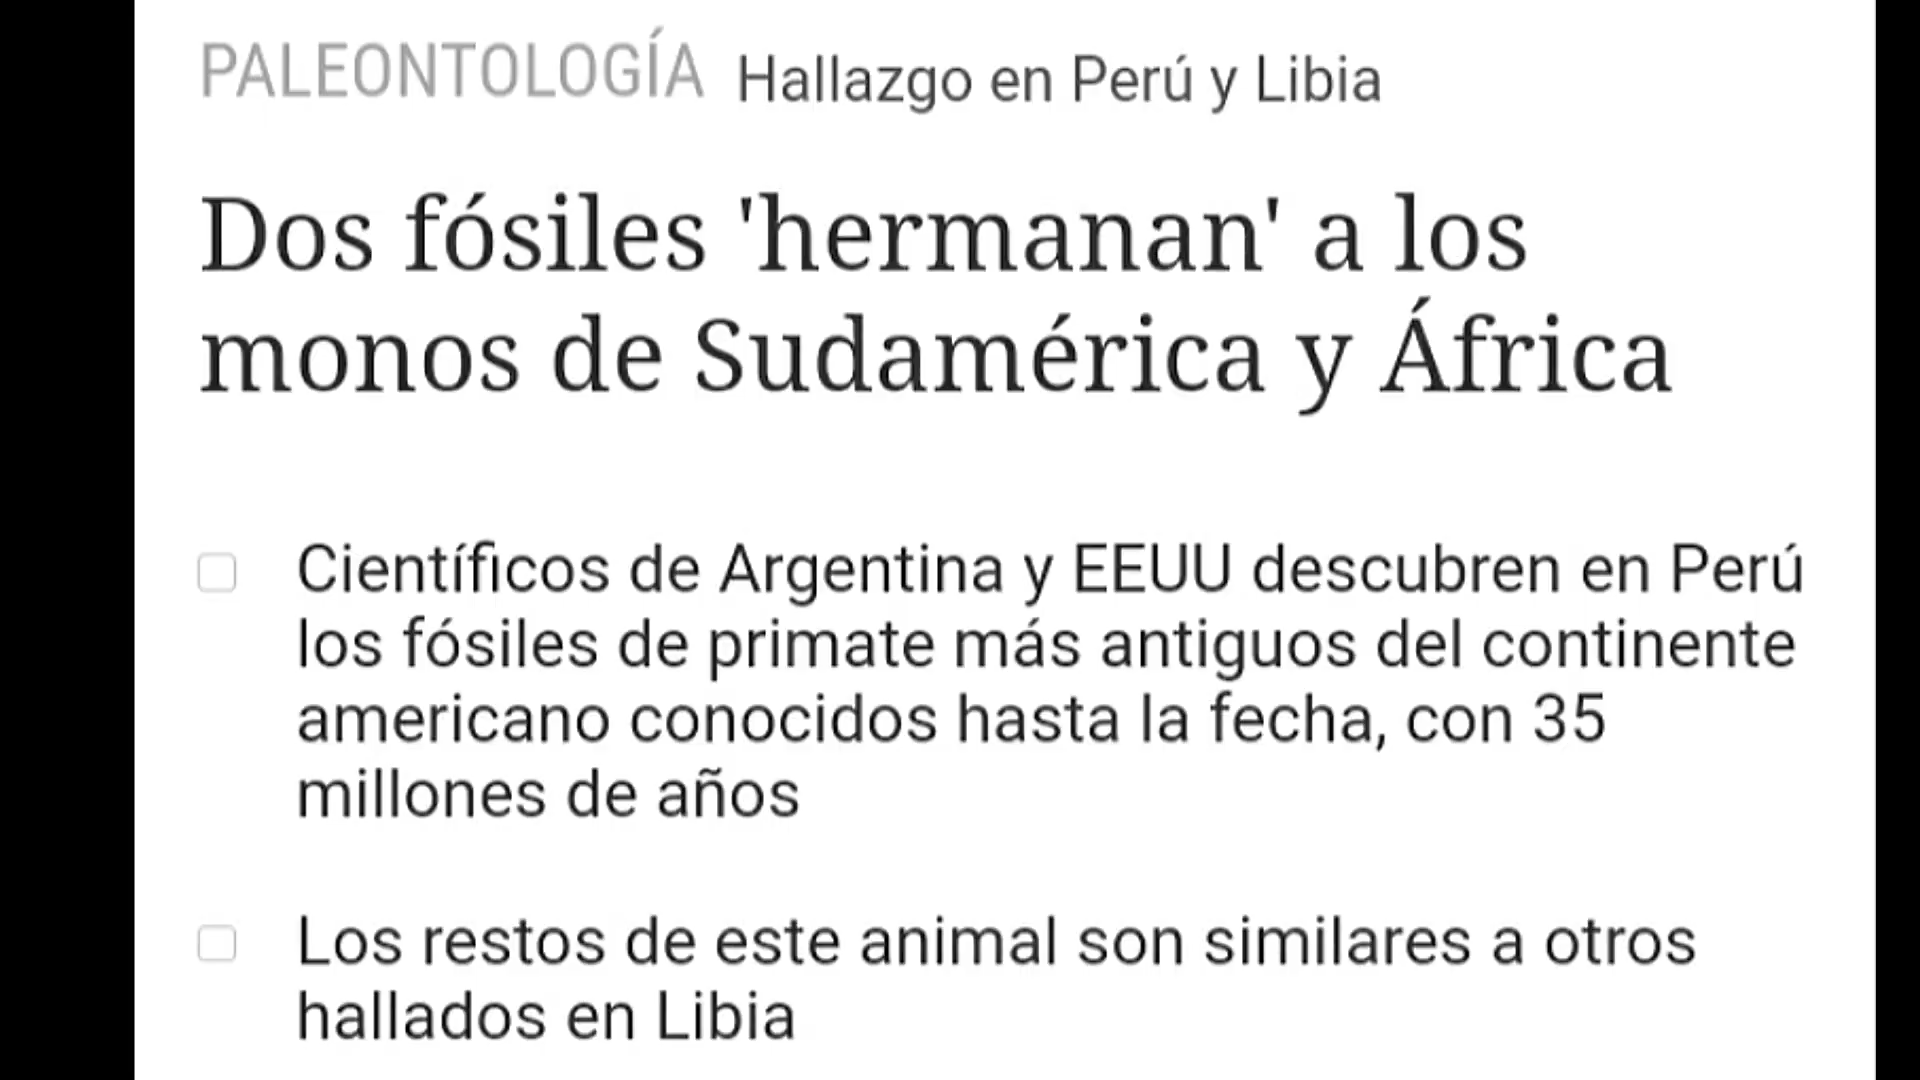 PALEONTOLOGÍA Hallazgo en Perú y Libia
Dos fósiles 'hermanan' a los
monos de Sudamérica y África
Científicos de Argentina y EEUU descubren en Perú
los fósiles de primate más antiguos del continente
americano conocidos hasta la fecha, con 35
millones de años
Los restos de este animal son similares a otros
hallados en Libia